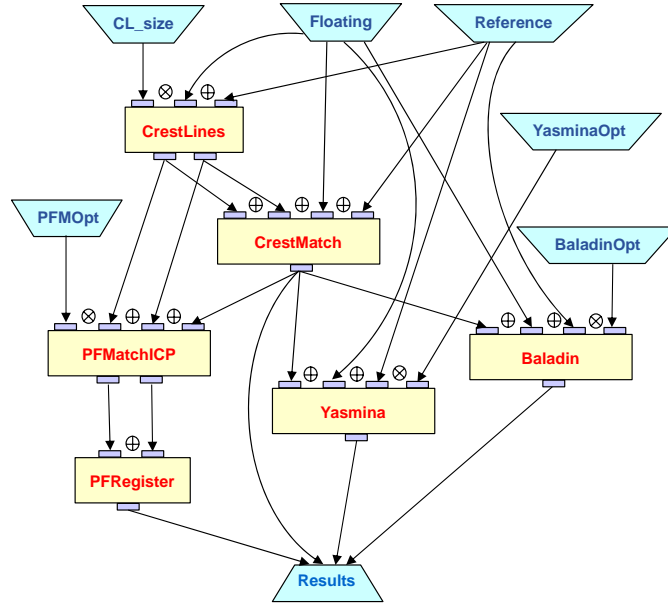 CL_size
Floating
Reference
⊗ ⊕
CrestLines
YasminaOpt
PFMOpt
⊕ ⊕ ⊕
CrestMatch
BaladinOpt
⊗ ⊕ ⊕
⊕ ⊕ ⊗
PFMatchICP
Baladin
⊕ ⊕ ⊗
Yasmina
⊕
PFRegister
Results